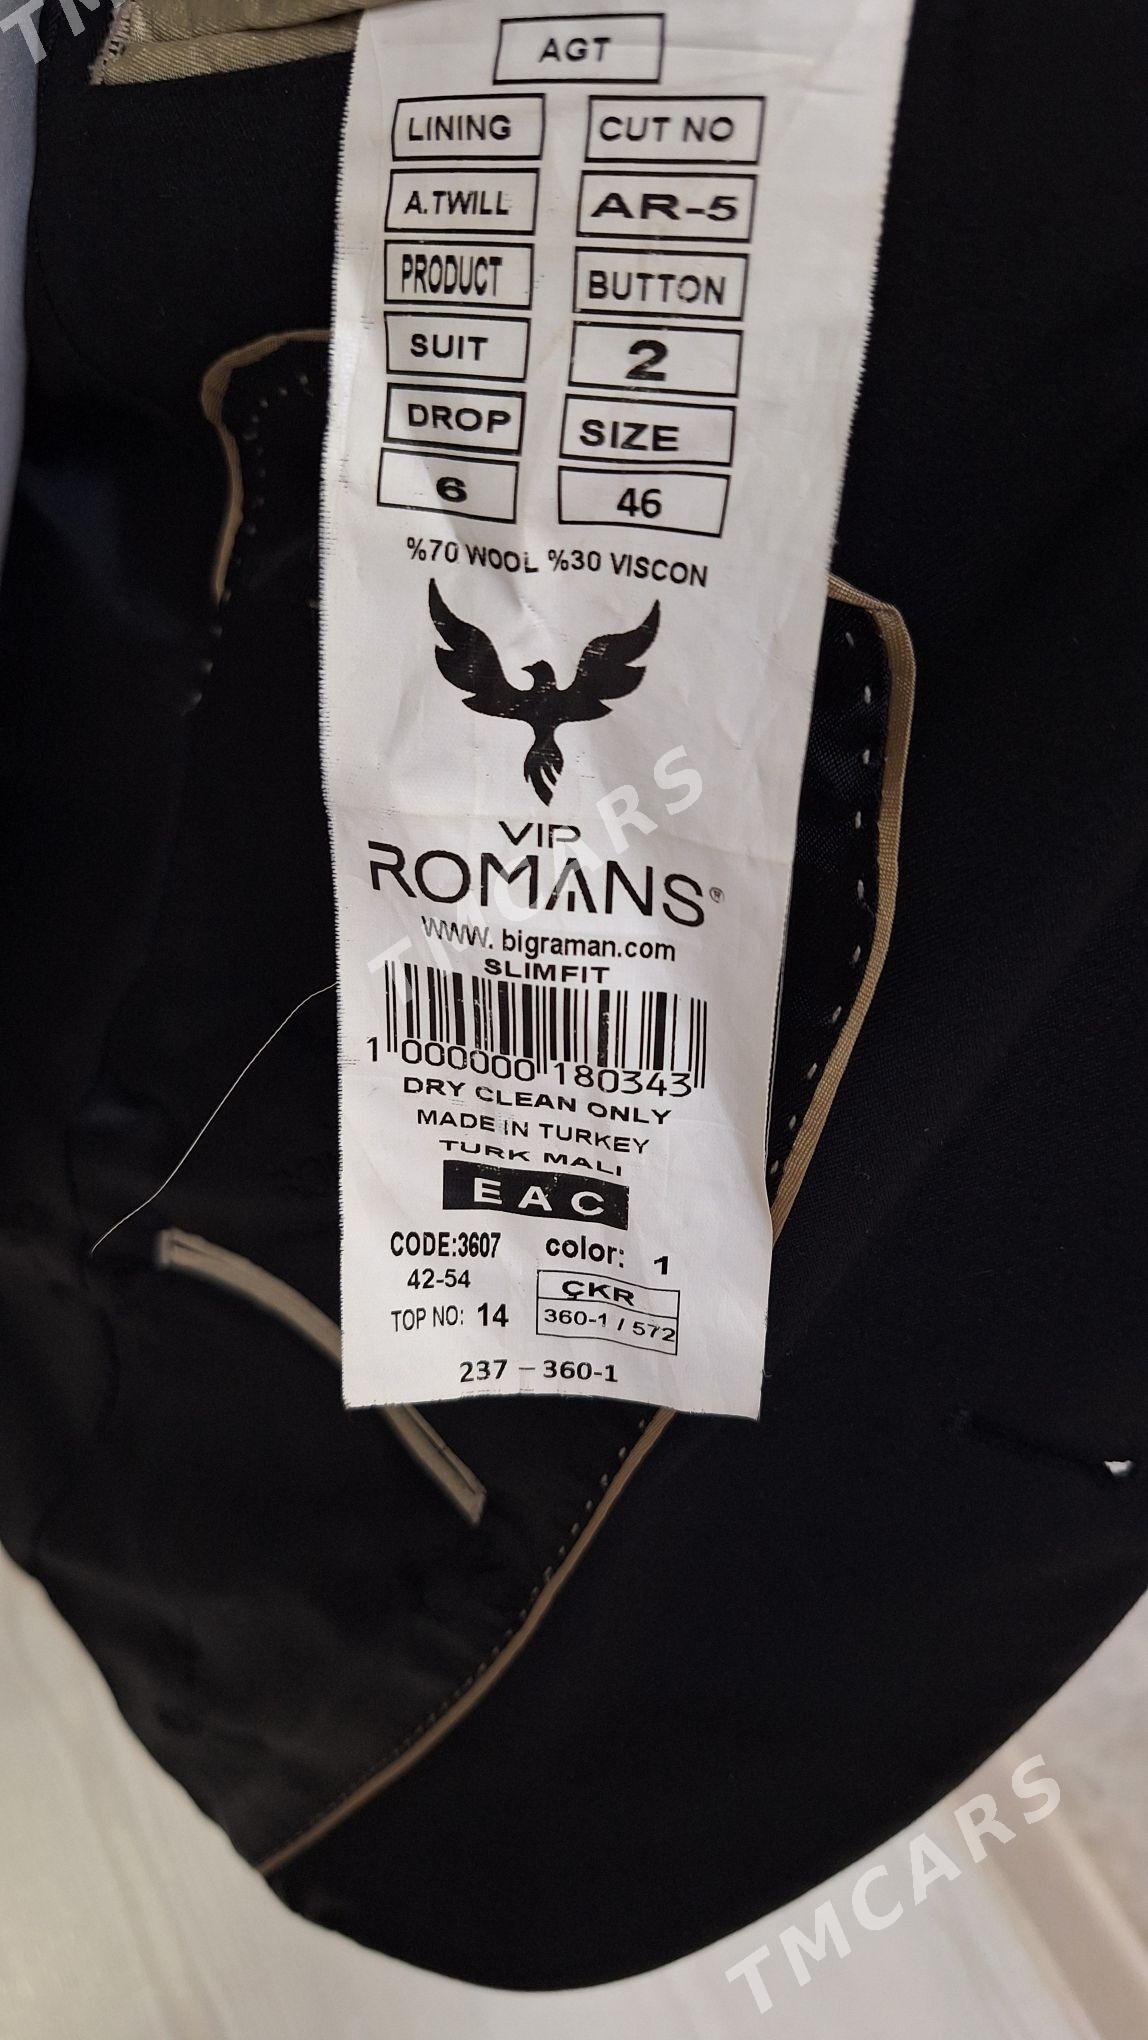 AGT
LINING CUT NO
A.TWILL AR-5
PRODUCT BUTTON
SUIT 2
DROP SIZE
6 46
%70 WOOL %30 VISCON
VIP
ROMANS®
www.bigraman.com
SLIMFIT
1 000000 180343
DRY CLEAN ONLY
MADE IN TURKEY
TURK MALI
EAC
CODE:3607 color: 1
42-54 ÇKR
TOP NO: 14 360-1 / 572
237 - 360-1
TMCARS
TMCARS